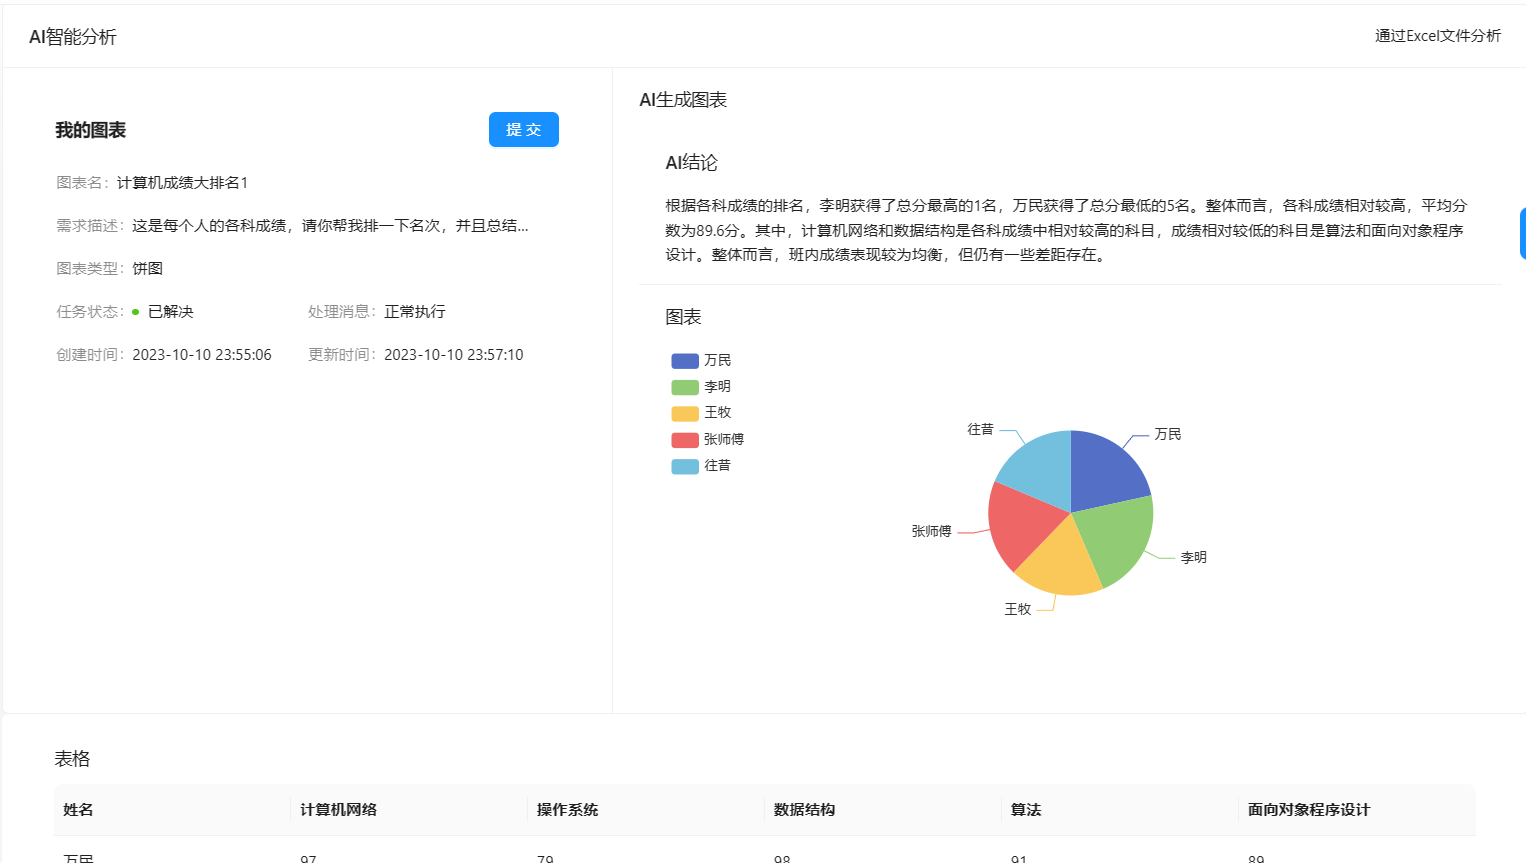 AI智能分析
通过Excel文件分析
我的图表
提 交
图表名：计算机成绩大排名1
需求描述：这是每个人的各科成绩，请你帮我排一下名次，并且总结...
图表类型：饼图
任务状态：已解决
处理消息：正常执行
创建时间：2023-10-10 23:55:06
更新时间：2023-10-10 23:57:10
AI生成图表
AI结论
根据各科成绩的排名，李明获得了总分最高的1名，万民获得了总分最低的5名。整体而言，各科成绩相对较高，平均分
数为89.6分。其中，计算机网络和数据结构是各科成绩中相对较高的科目，成绩相对较低的科目是算法和面向对象程序
设计。整体而言，班内成绩表现较为均衡，但仍有一些差距存在。
图表
万民
李明
王牧
张师傅
往昔
往昔
万民
张师傅
李明
王牧
表格
姓名 计算机网络 操作系统 数据结构 算法 面向对象程序设计
万民 97 79 98 91 89